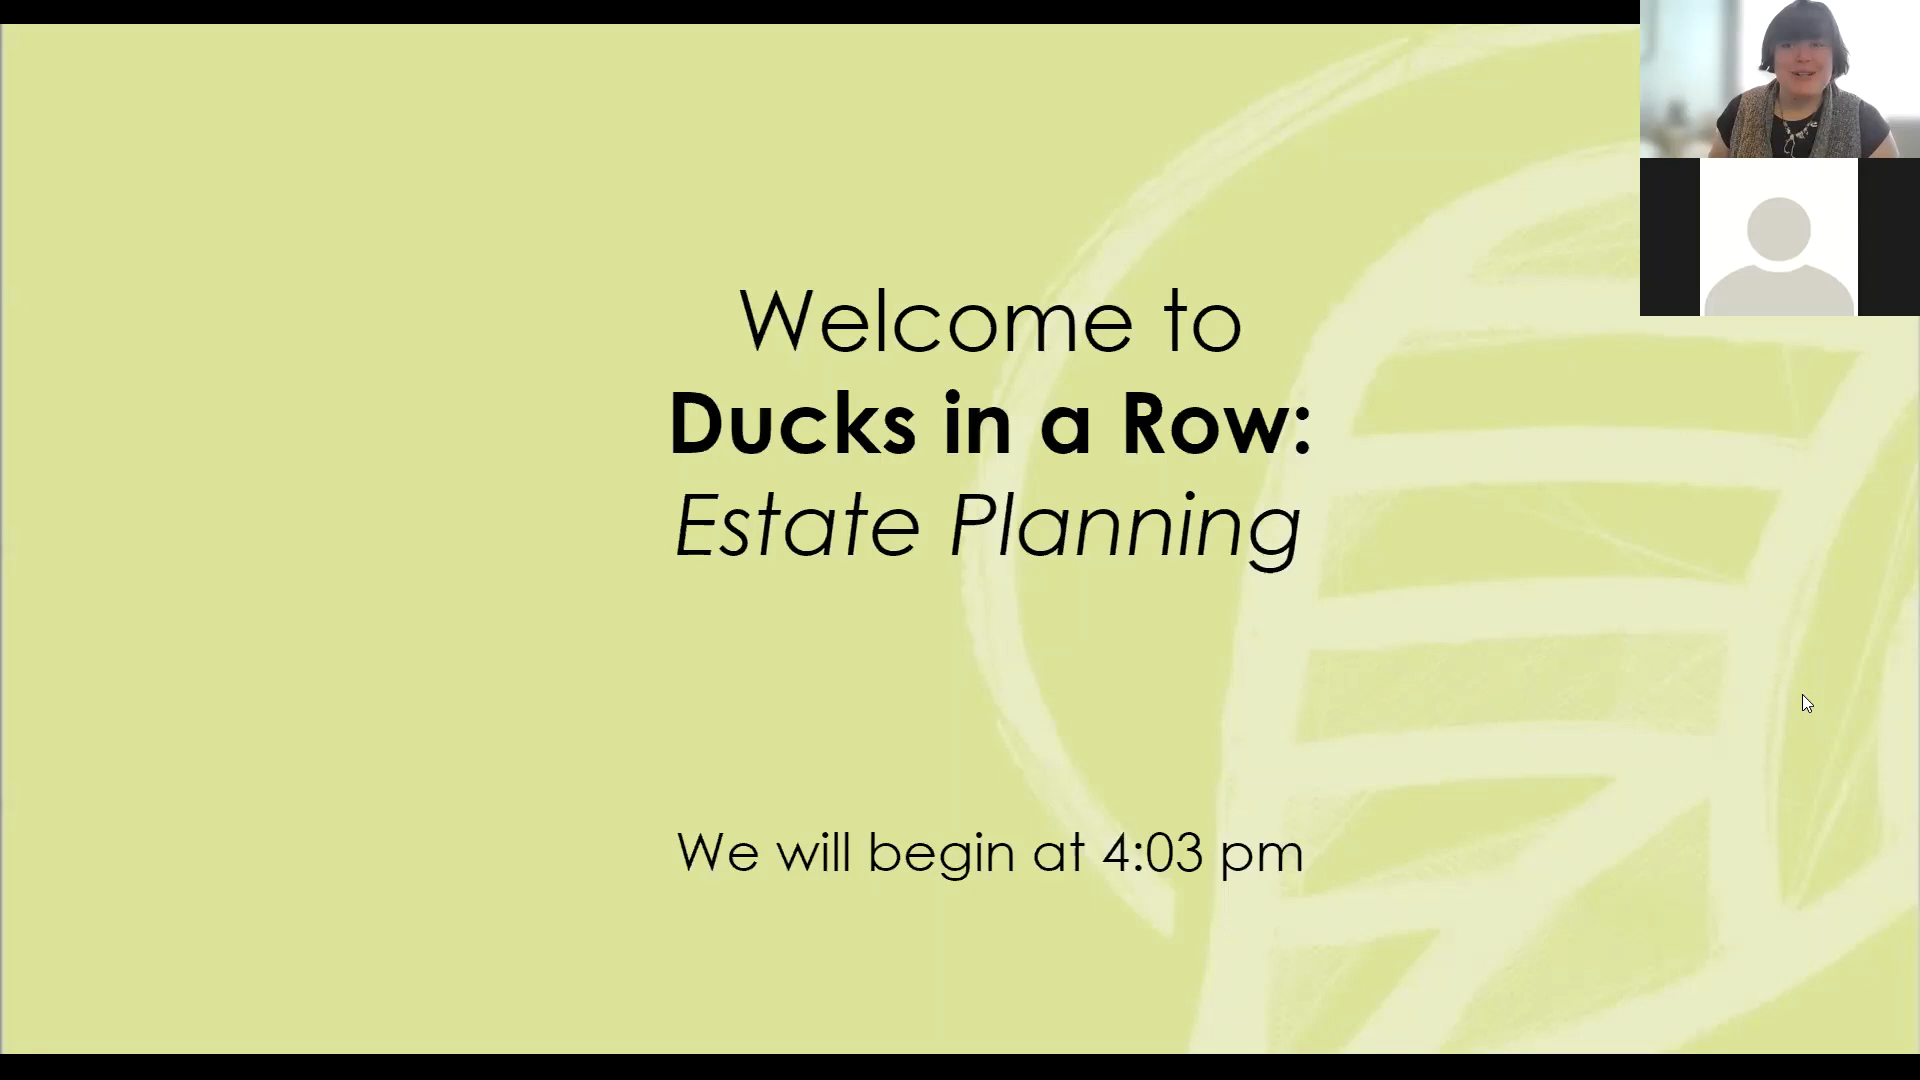 Welcome to
Ducks in a Row:
Estate Planning
We will begin at 4:03 pm